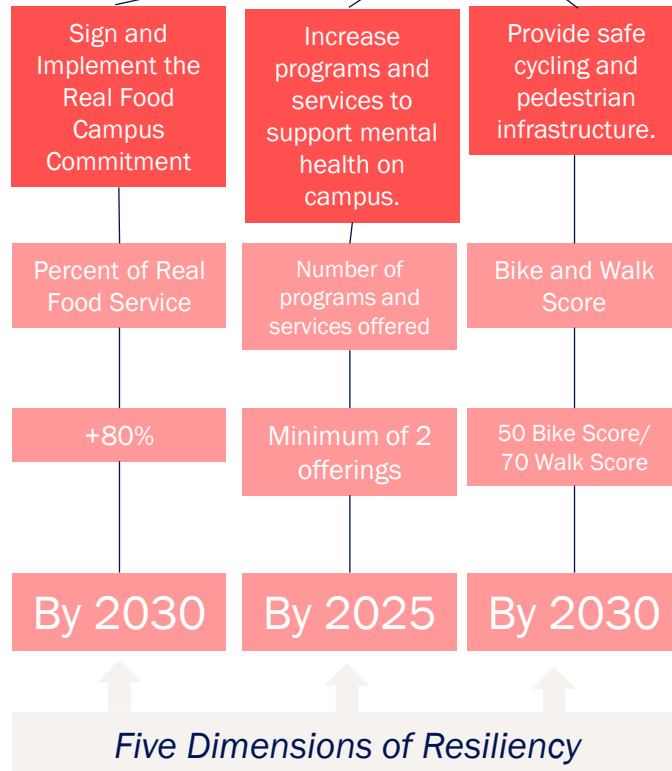 Sign and
Implement the
Real Food
Campus
Commitment
Percent of Real
Food Service
+80%
By 2030
Increase
programs and
services to
support mental
health on
campus.
Number of
programs and
services offered
Minimum of 2
offerings
By 2025
Provide safe
cycling and
pedestrian
infrastructure.
Bike and Walk
Score
50 Bike Score/
70 Walk Score
By 2030
Five Dimensions of Resiliency